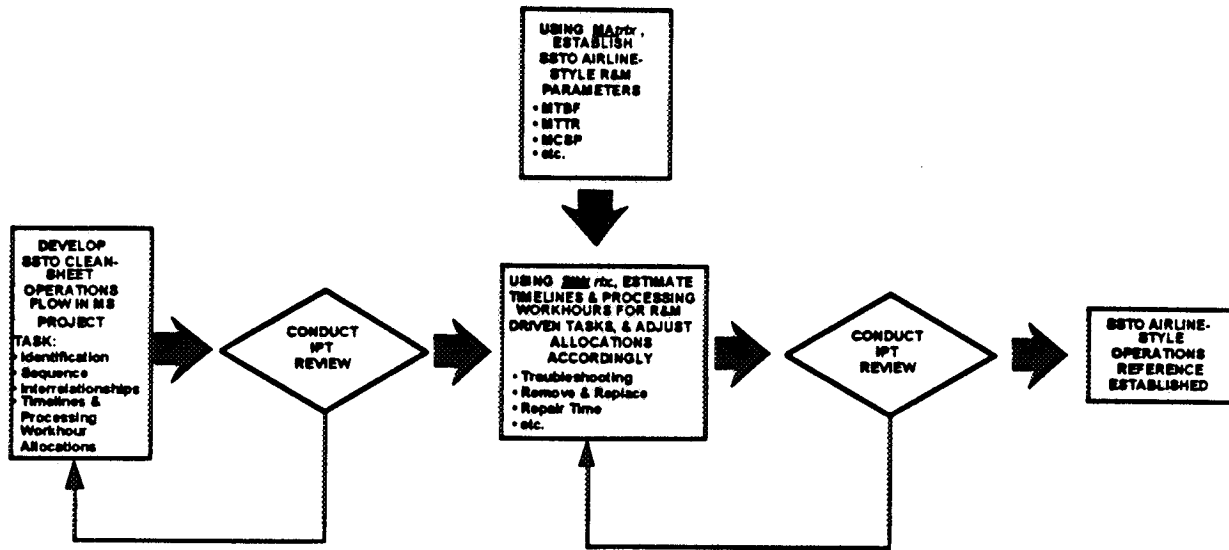 USING MAtrix,
ESTABLISH
SSTO AIRLINE-
STYLE R&M
PARAMETERS
• MTBF
• MTTR
• MCSP
• etc.
DEVELOP
SSTO CLEAN-
SHEET
OPERATIONS
FLOW IN MS
PROJECT
TASK:
• Identification
• Sequence
• Interrelationships
• Timelines &
Processing
Workhour
Allocations
CONDUCT
IPT
REVIEW
USING rix, ESTIMATE
TIMELINES & PROCESSING
WORKHOURS FOR R&M
DRIVEN TASKS, & ADJUST
ALLOCATIONS
ACCORDINGLY
• Troubleshooting
• Remove & Replace
• Repair Time
• etc.
CONDUCT
IPT
REVIEW
SSTO AIRLINE-
STYLE
OPERATIONS
REFERENCE
ESTABLISHED